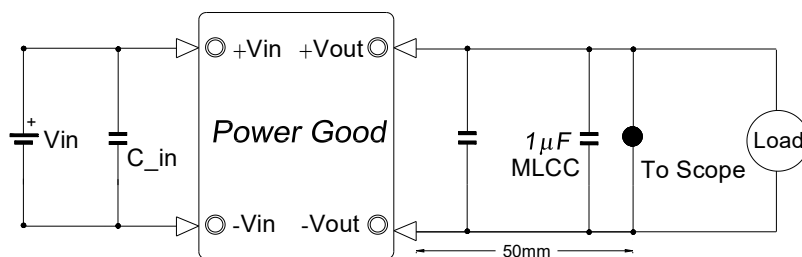 +Vin +Vout
+
Vin
C_in
Power Good
1µF
MLCC
To Scope
Load
-Vin -Vout
50mm